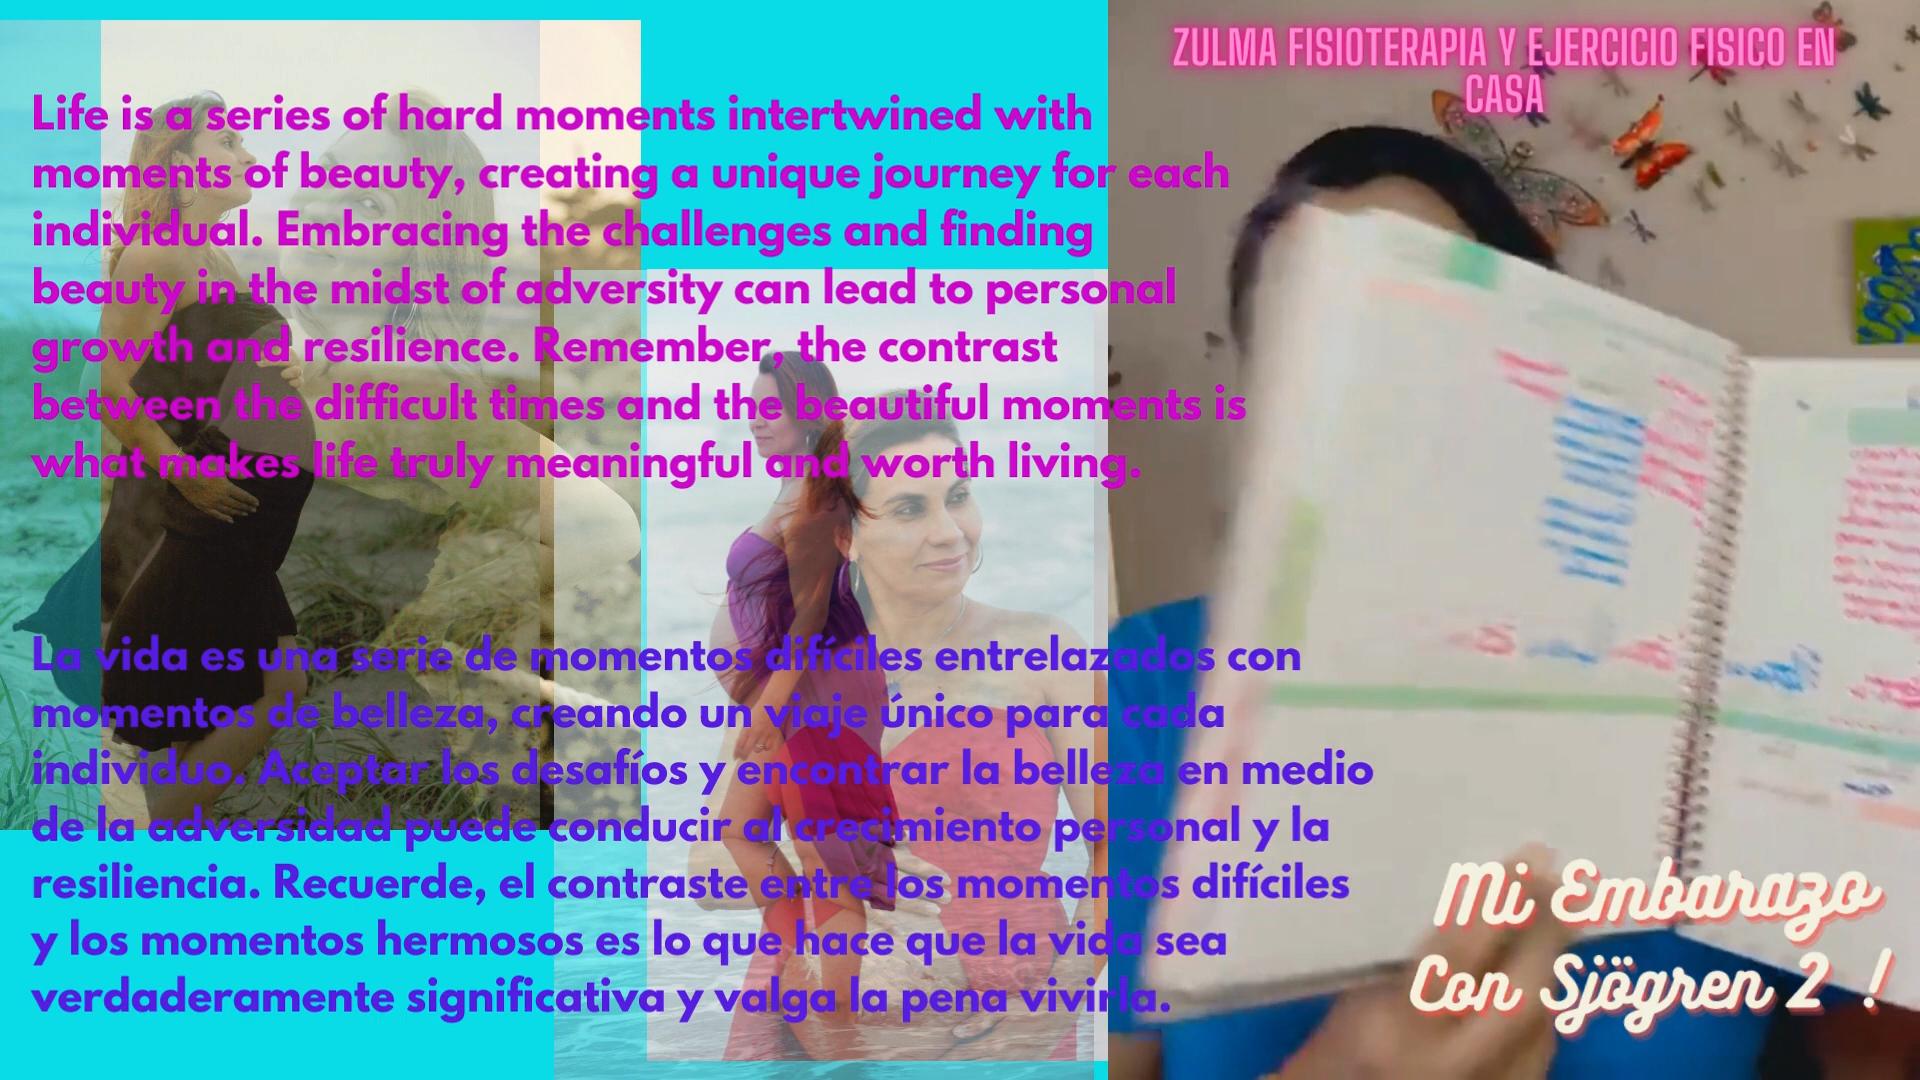 Life is a series of hard moments intertwined with
moments of beauty, creating a unique journey for each
individual. Embracing the challenges and finding
beauty in the midst of adversity can lead to personal
growth and resilience. Remember, the contrast
between the difficult times and the beautiful moments is
what makes life truly meaningful and worth living.
La vida es una serie de momentos difíciles entrelazados con
momentos de belleza, creando un viaje único para cada
individuo. Aceptar los desafíos y encontrar la belleza en medio
de la adversidad puede conducir al crecimiento personal y la
resiliencia. Recuerde, el contraste entre los momentos difíciles
y los momentos hermosos es lo que hace que la vida sea
verdaderamente significativa y valga la pena vivirla.
ZULMA FISIOTERAPIA Y EJERCICIO FISICO EN
CASA
Mi Embarazo
Con Sjögren 2 !